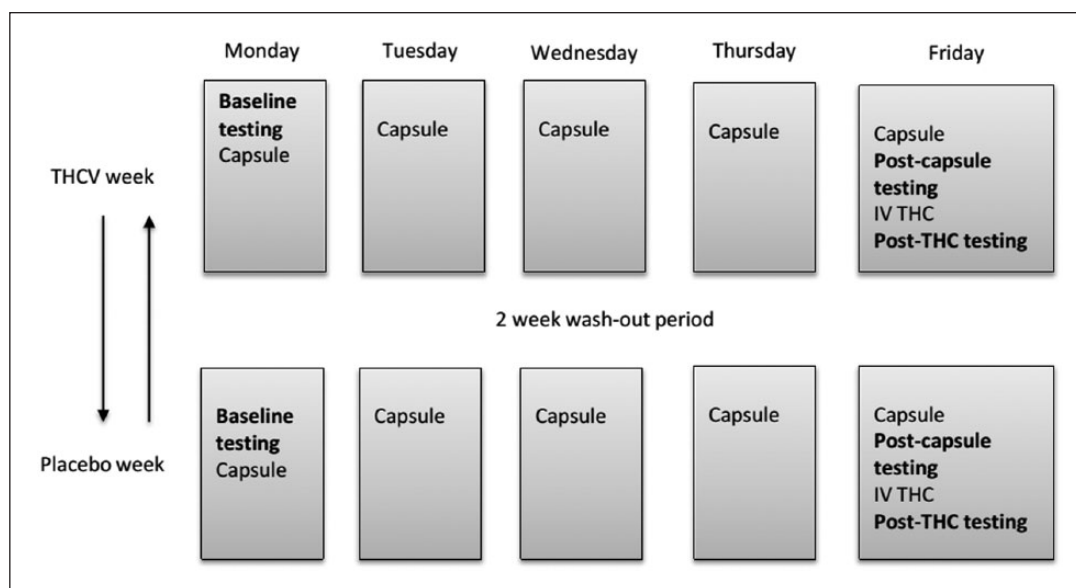 Monday
Tuesday
Wednesday
Thursday
Friday
THCV week
Baseline
testing
Capsule
Capsule
Capsule
Capsule
Capsule
Post-capsule
testing
IV THC
Post-THC testing
2 week wash-out period
Placebo week
Baseline
testing
Capsule
Capsule
Capsule
Capsule
Capsule
Post-capsule
testing
IV THC
Post-THC testing